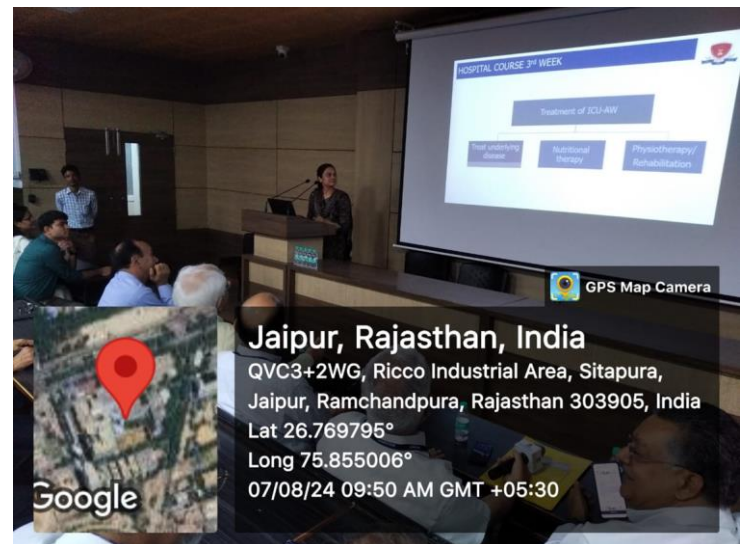 HOSPITAL COURSE 3rd WEEK
Treatment of ICU-AW
Treat underlying
disease
Nutritional
therapy
Physiotherapy/
Rehabilitation
GPS Map Camera
Jaipur, Rajasthan, India
QVC3+2WG, Ricco Industrial Area, Sitapura,
Jaipur, Ramchandpura, Rajasthan 303905, India
Lat 26.769795°
Long 75.855006°
07/08/24 09:50 AM GMT +05:30
Google